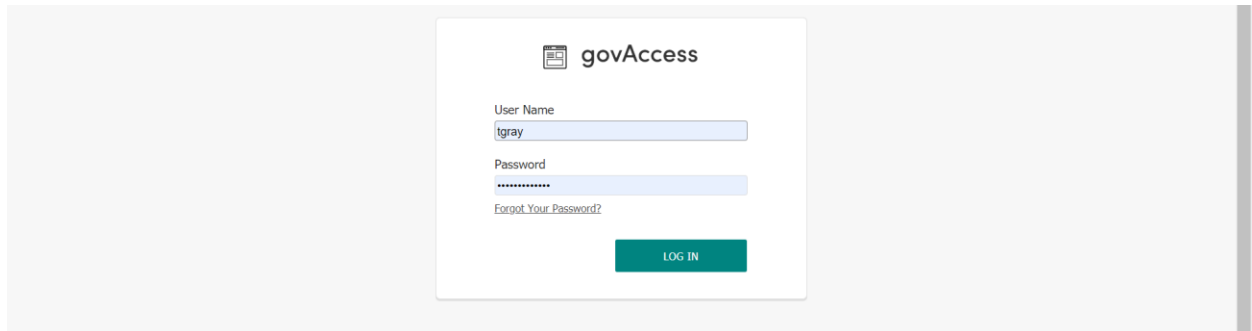 govAccess
User Name
tgray
Password
•••••••••••••
Forgot Your Password?
LOG IN